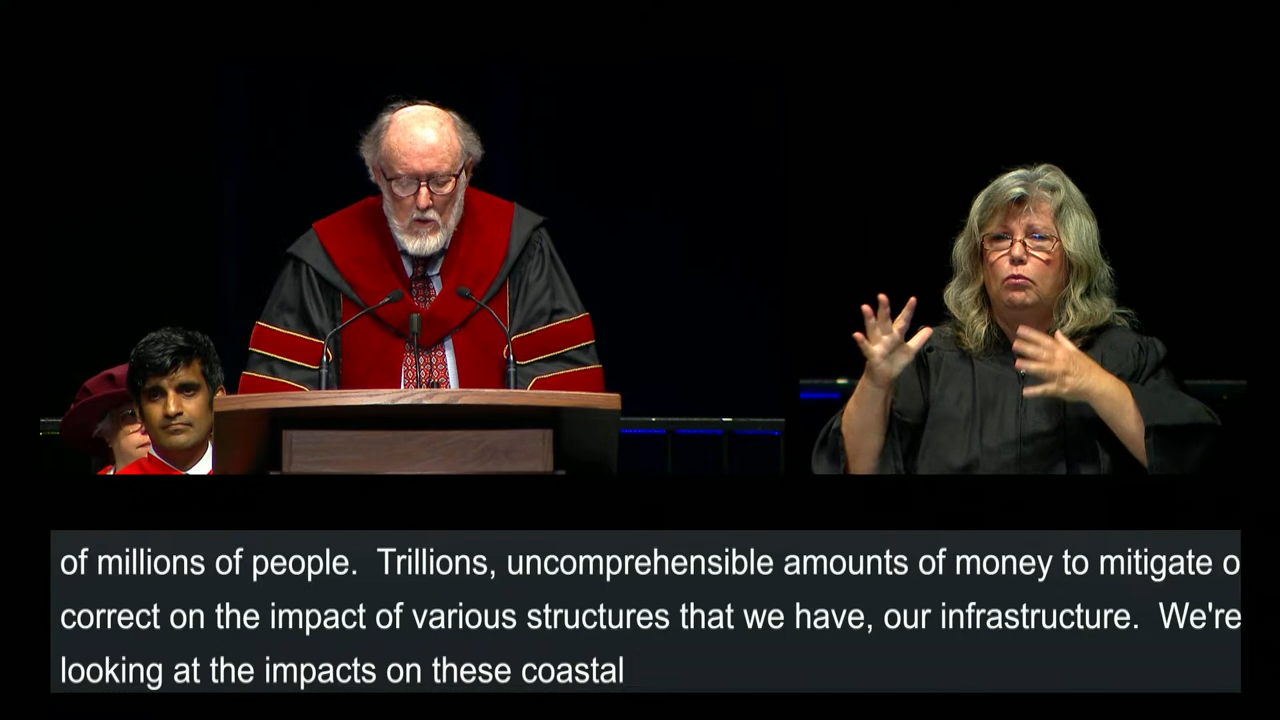 of millions of people.  Trillions, uncomprehensible amounts of money to mitigate o
correct on the impact of various structures that we have, our infrastructure.  We're
looking at the impacts on these coastal